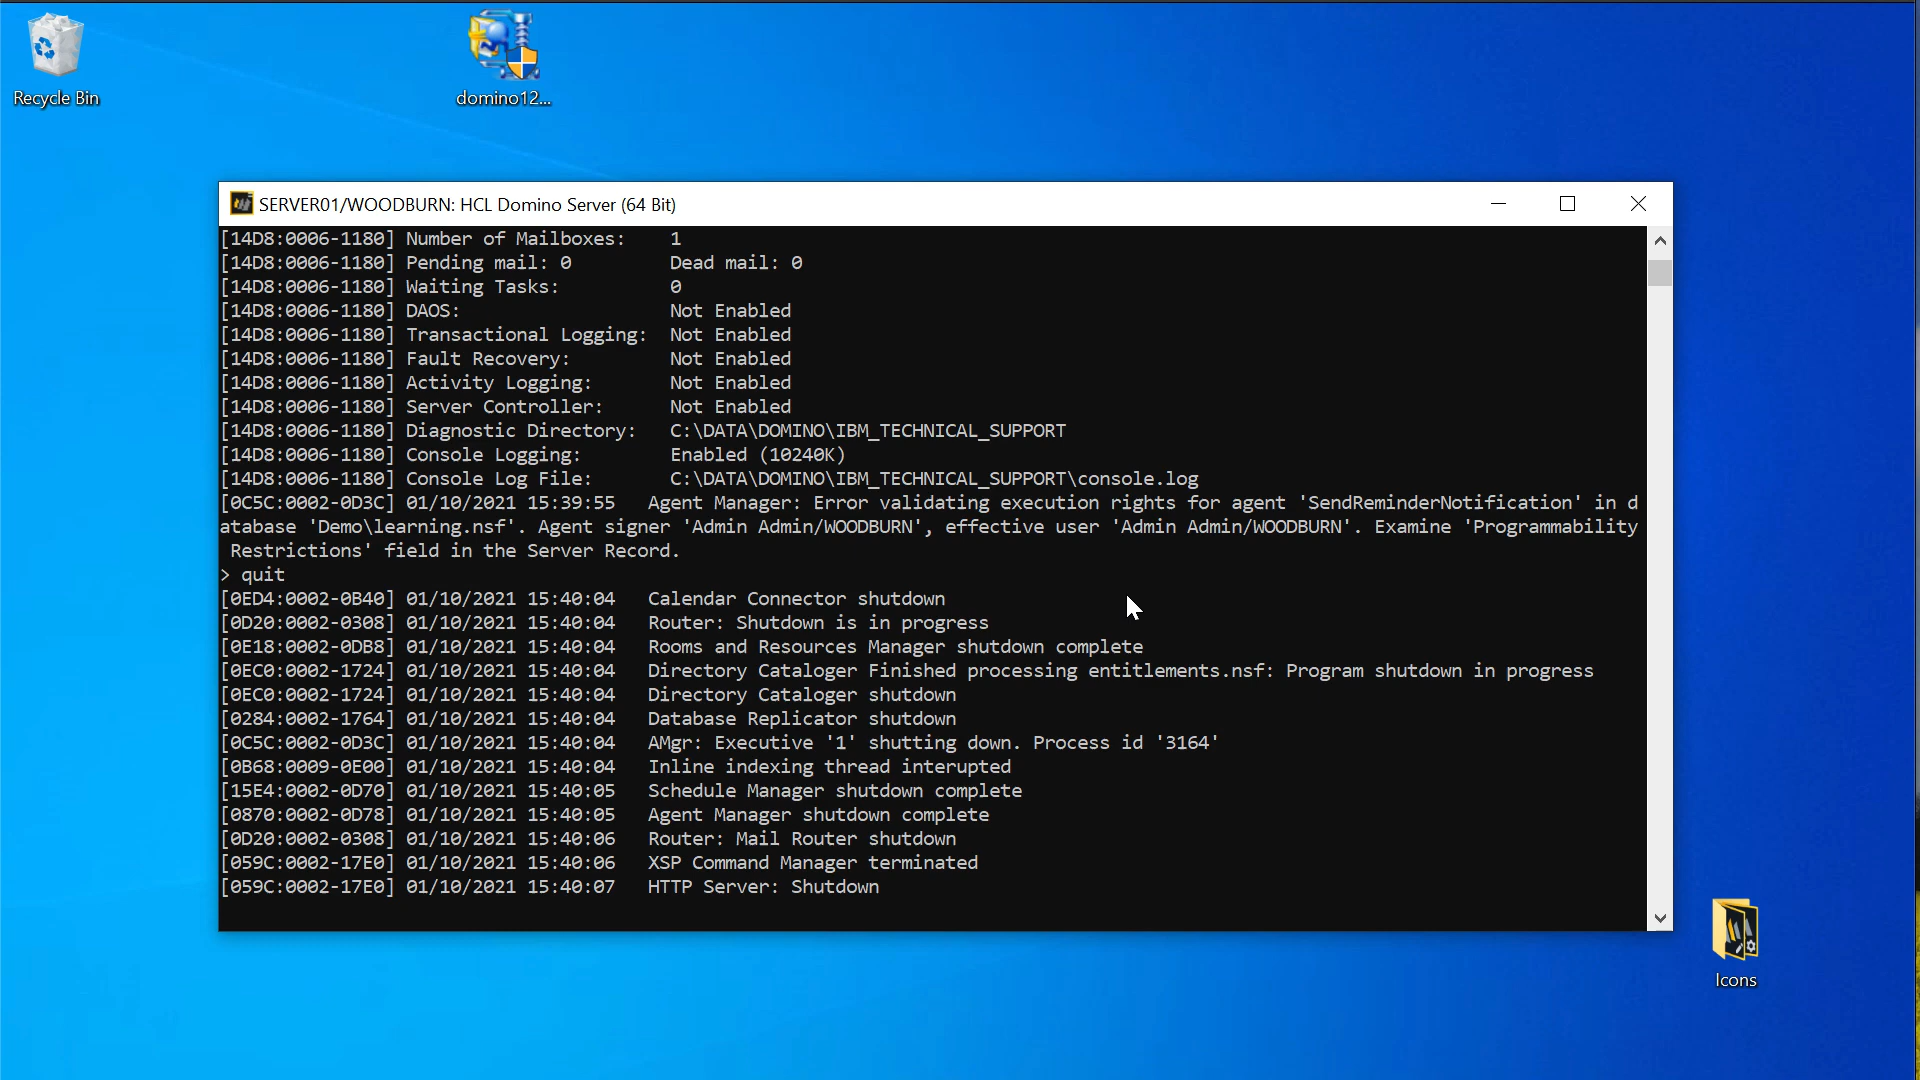 Recycle Bin
domino12...
SERVER01/WOODBURN: HCL Domino Server (64 Bit)
[14D8:0006-1180] Number of Mailboxes:    1
[14D8:0006-1180] Pending mail: 0         Dead mail: 0
[14D8:0006-1180] Waiting Tasks:          0
[14D8:0006-1180] DAOS:                   Not Enabled
[14D8:0006-1180] Transactional Logging:  Not Enabled
[14D8:0006-1180] Fault Recovery:         Not Enabled
[14D8:0006-1180] Activity Logging:       Not Enabled
[14D8:0006-1180] Server Controller:      Not Enabled
[14D8:0006-1180] Diagnostic Directory:   C:\DATA\DOMINO\IBM_TECHNICAL_SUPPORT
[14D8:0006-1180] Console Logging:        Enabled (10240K)
[14D8:0006-1180] Console Log File:       C:\DATA\DOMINO\IBM_TECHNICAL_SUPPORT\console.log
[0C5C:0002-0D3C] 01/10/2021 15:39:55   Agent Manager: Error validating execution rights for agent 'SendReminderNotification' in d
atabase 'Demo\learning.nsf'. Agent signer 'Admin Admin/WOODBURN', effective user 'Admin Admin/WOODBURN'. Examine 'Programmability
 Restrictions' field in the Server Record.
> quit
[0ED4:0002-0B40] 01/10/2021 15:40:04   Calendar Connector shutdown
[0D20:0002-0308] 01/10/2021 15:40:04   Router: Shutdown is in progress
[0E18:0002-0DB8] 01/10/2021 15:40:04   Rooms and Resources Manager shutdown complete
[0EC0:0002-1724] 01/10/2021 15:40:04   Directory Cataloger Finished processing entitlements.nsf: Program shutdown in progress
[0EC0:0002-1724] 01/10/2021 15:40:04   Directory Cataloger shutdown
[0284:0002-1764] 01/10/2021 15:40:04   Database Replicator shutdown
[0C5C:0002-0D3C] 01/10/2021 15:40:04   AMgr: Executive '1' shutting down. Process id '3164'
[0B68:0009-0E00] 01/10/2021 15:40:04   Inline indexing thread interupted
[15E4:0002-0D70] 01/10/2021 15:40:05   Schedule Manager shutdown complete
[0870:0002-0D78] 01/10/2021 15:40:05   Agent Manager shutdown complete
[0D20:0002-0308] 01/10/2021 15:40:06   Router: Mail Router shutdown
[059C:0002-17E0] 01/10/2021 15:40:06   XSP Command Manager terminated
[059C:0002-17E0] 01/10/2021 15:40:07   HTTP Server: Shutdown
Icons